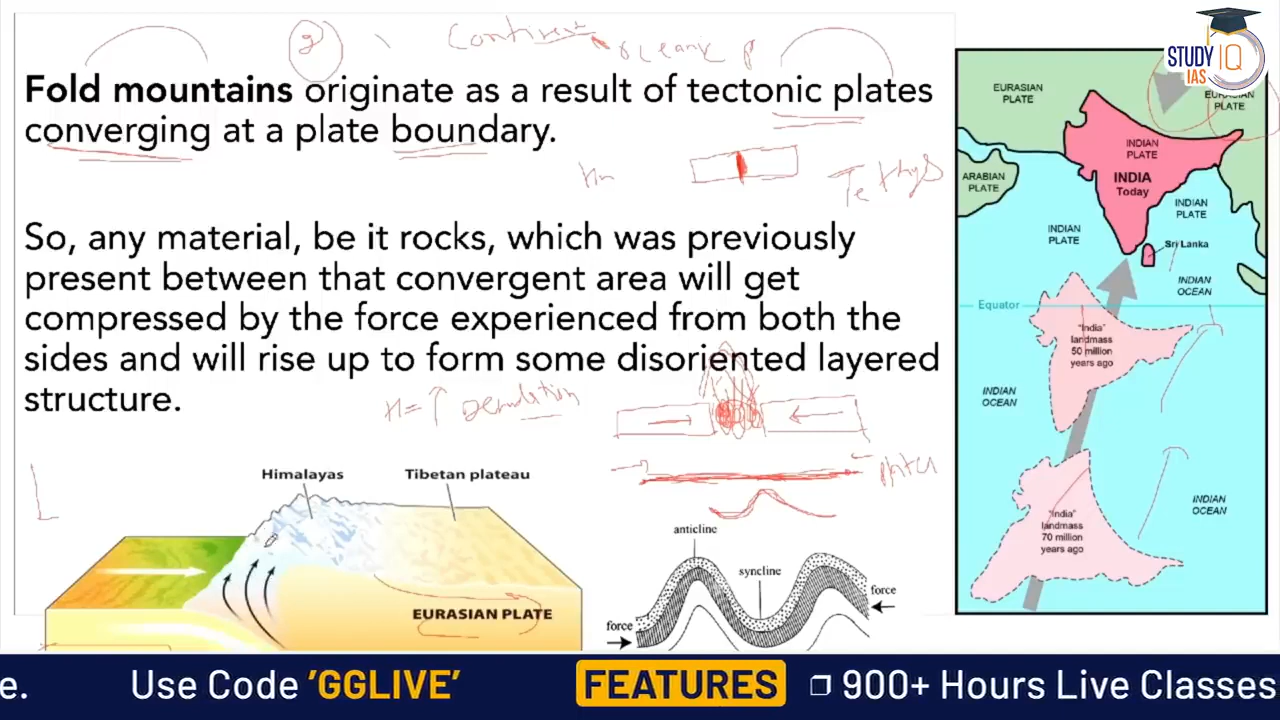 STUDY IQ
IAS
Continent
oceanic p
Fold mountains originate as a result of tectonic plates
converging at a plate boundary.
Tethys
So, any material, be it rocks, which was previously
present between that convergent area will get
compressed by the force experienced from both the
sides and will rise up to form some disoriented layered
structure.
plates
Himalayas
Tibetan plateau
EURASIAN PLATE
anticline
syncline
force
force
EURASIAN
PLATE
EURASIAN
PLATE
INDIAN
PLATE
ARABIAN
PLATE
INDIA
Today
INDIAN
PLATE
INDIAN
PLATE
Sri Lanka
INDIAN
OCEAN
Equator
"India"
landmass
50 million
years ago
INDIAN
OCEAN
INDIAN
OCEAN
"India"
landmass
70 million
years ago
e.
Use Code 'GGLIVE'
FEATURES
900+ Hours Live Classes